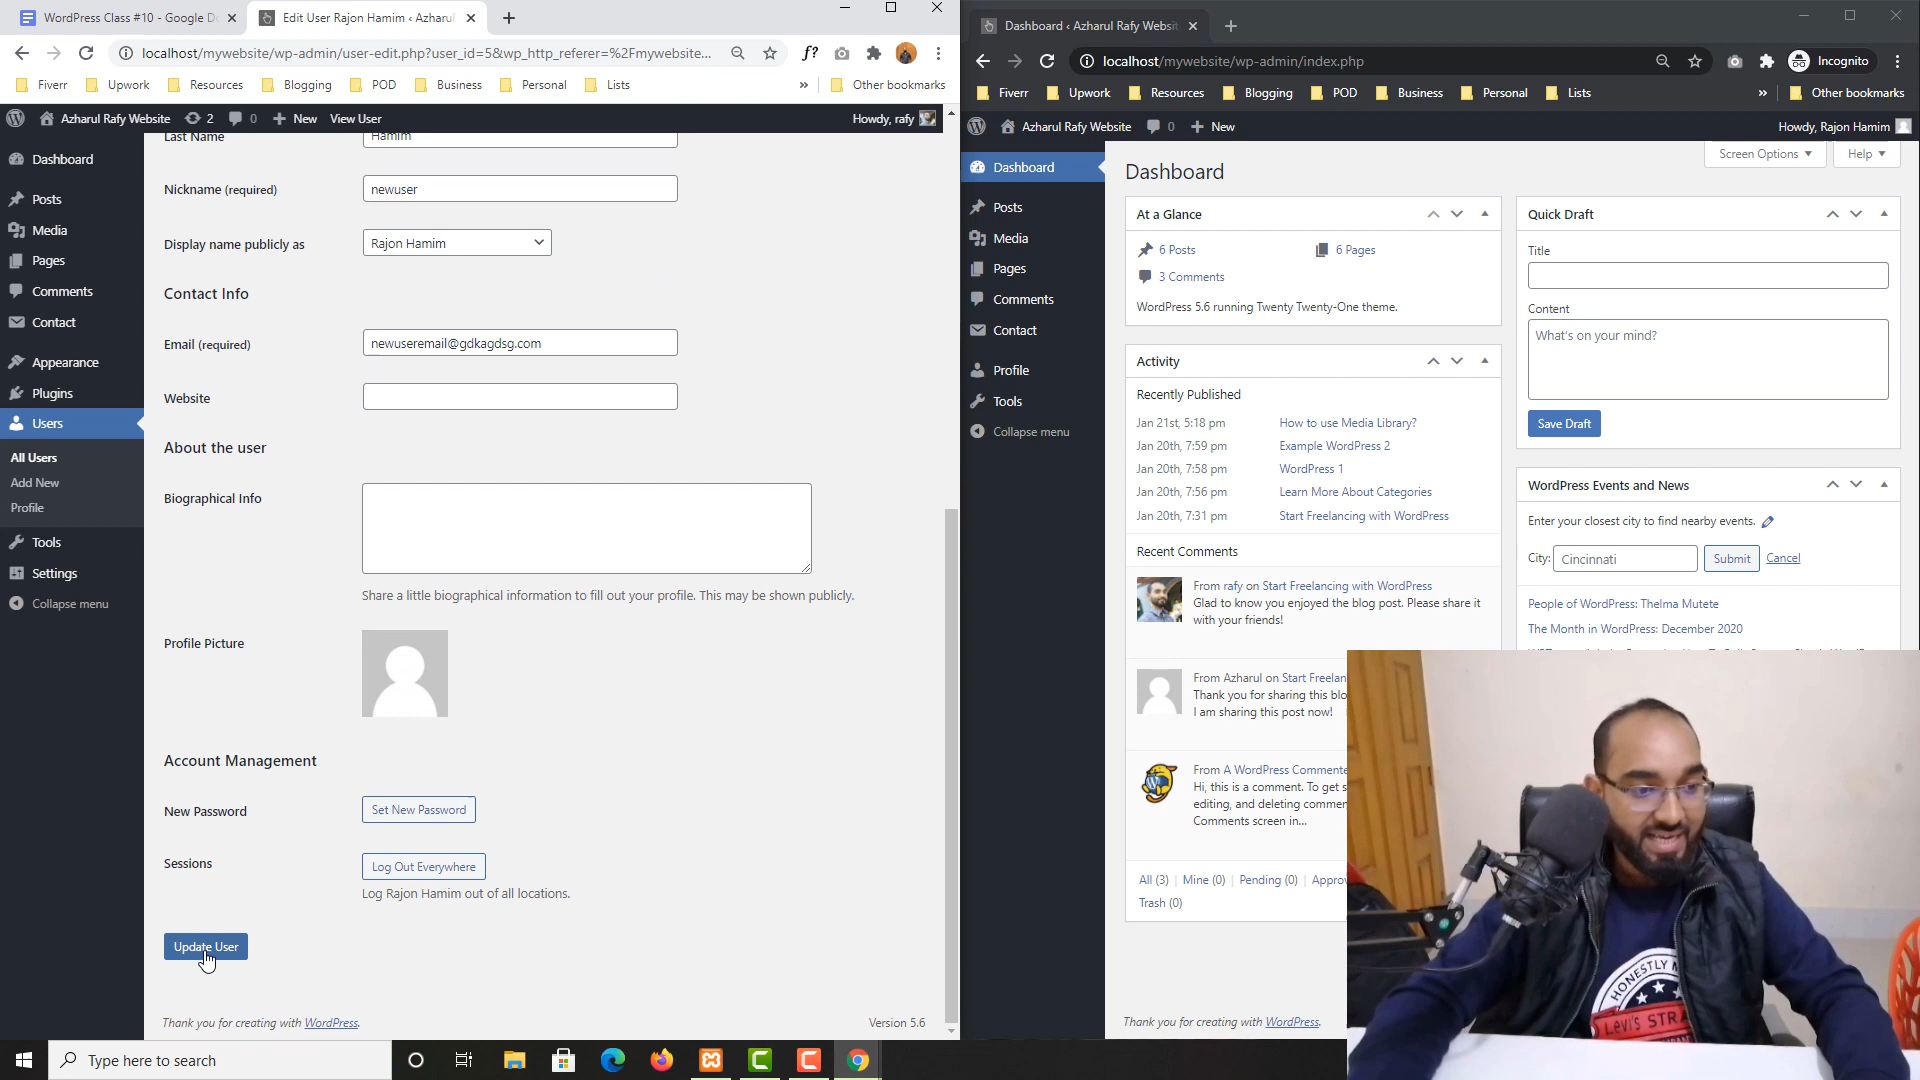 WordPress Class #10 - Google Do
Edit User Rajon Hamim ‹ Azharul
localhost/mywebsite/wp-admin/user-edit.php?user_id=5&wp_http_referer=%2Fmywebsite...
f?
Fiverr
Upwork
Resources
Blogging
POD
Business
Personal
Lists
»
Other bookmarks
Azharul Rafy Website
2
0
New
View User
Howdy, rafy
Dashboard
Posts
Media
Pages
Comments
Contact
Appearance
Plugins
Users
All Users
Add New
Profile
Tools
Settings
Collapse menu
Last Name
Hamim
Nickname (required)
newuser
Display name publicly as
Rajon Hamim
Contact Info
Email (required)
newuseremail@gdkagdsg.com
Website
About the user
Biographical Info
Share a little biographical information to fill out your profile. This may be shown publicly.
Profile Picture
Account Management
New Password
Set New Password
Sessions
Log Out Everywhere
Log Rajon Hamim out of all locations.
Update User
Thank you for creating with WordPress.
Version 5.6
Dashboard ‹ Azharul Rafy Websit
localhost/mywebsite/wp-admin/index.php
Incognito
Fiverr
Upwork
Resources
Blogging
POD
Business
Personal
Lists
»
Other bookmarks
Azharul Rafy Website
0
New
Howdy, Rajon Hamim
Dashboard
Posts
Media
Pages
Comments
Contact
Profile
Tools
Collapse menu
Screen Options
Help
Dashboard
At a Glance
6 Posts
6 Pages
3 Comments
WordPress 5.6 running Twenty Twenty-One theme.
Activity
Recently Published
Jan 21st, 5:18 pm How to use Media Library?
Jan 20th, 7:59 pm Example WordPress 2
Jan 20th, 7:58 pm WordPress 1
Jan 20th, 7:56 pm Learn More About Categories
Jan 20th, 7:31 pm Start Freelancing with WordPress
Recent Comments
From rafy on Start Freelancing with WordPress
Glad to know you enjoyed the blog post. Please share it
with your friends!
From Azharul on Start Freelan
Thank you for sharing this blo
I am sharing this post now!
From A WordPress Commente
Hi, this is a comment. To get s
editing, and deleting commen
Comments screen in...
All (3) | Mine (0) | Pending (0) | Approv
Trash (0)
Thank you for creating with WordPress.
Quick Draft
Title
Content
What's on your mind?
Save Draft
WordPress Events and News
Enter your closest city to find nearby events.
City:
Cincinnati
Submit
Cancel
People of WordPress: Thelma Mutete
The Month in WordPress: December 2020
HONESTLY
Levi's STRA
Type here to search